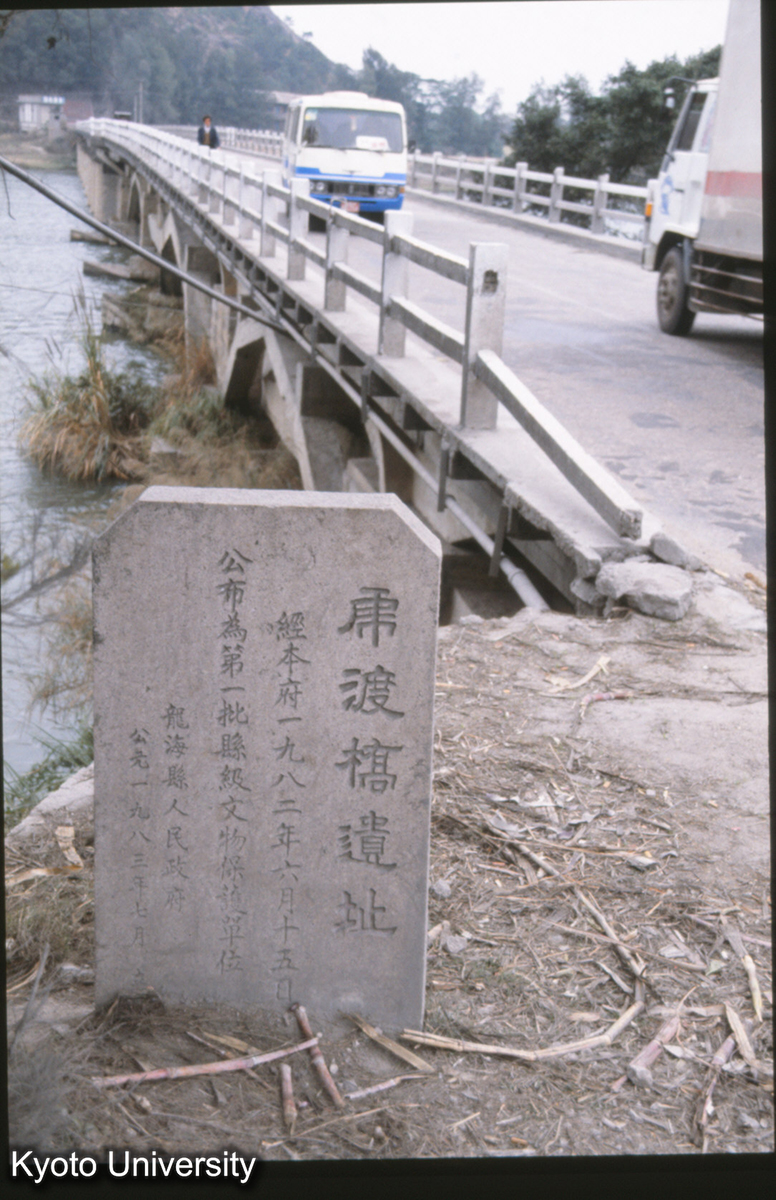 虎渡橋遺址
經本府一九八二年六月十五日
公布為第一批縣級文物保護單位
龍海縣人民政府
公元一九八三年七月
Kyoto University